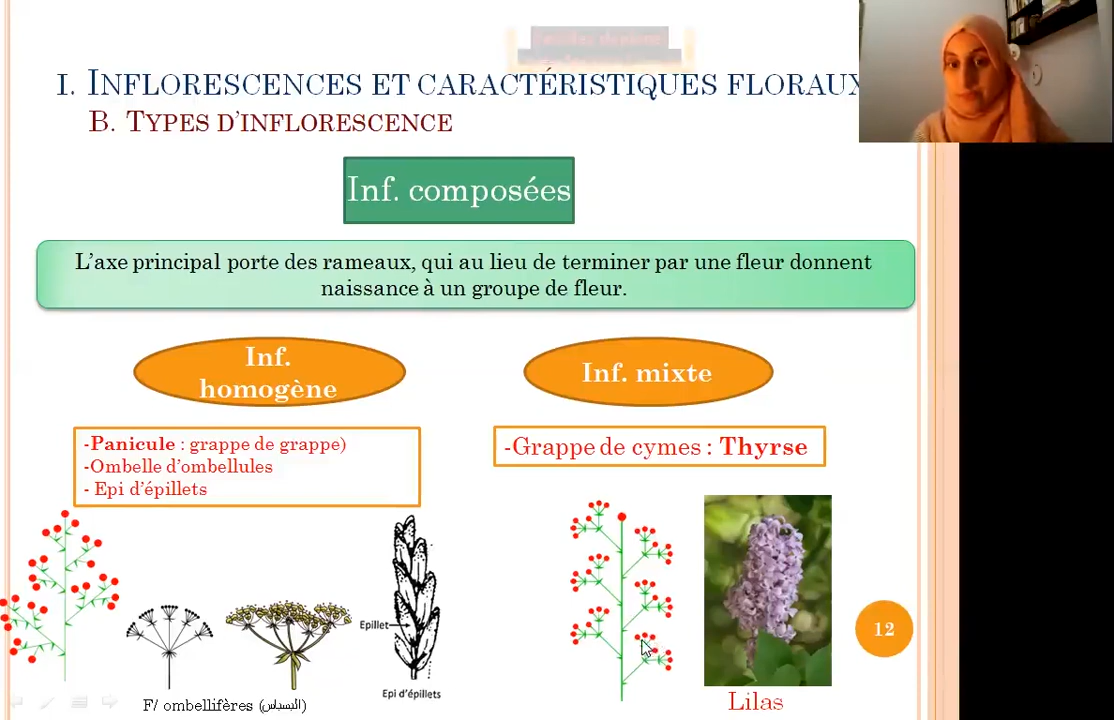 I. INFLORESCENCES ET CARACTÉRISTIQUES FLORAUX
B. TYPES D'INFLORESCENCE
Inf. composées
L'axe principal porte des rameaux, qui au lieu de terminer par une fleur donnent
naissance à un groupe de fleur.
Inf.
homogène
-Panicule : grappe de grappe)
-Ombelle d'ombellules
- Epi d'épillets
Inf. mixte
-Grappe de cymes : Thyrse
Epillet
Epi d'épillets
F/ ombellifères (البسباس)
Lilas
12